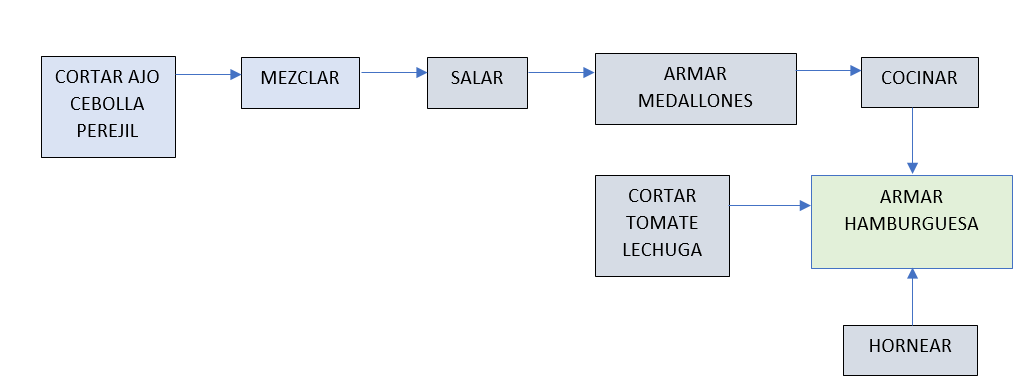 CORTAR AJO
CEBOLLA
PEREJIL
MEZCLAR
SALAR
ARMAR
MEDALLONES
COCINAR
CORTAR
TOMATE
LECHUGA
ARMAR
HAMBURGUESA
HORNEAR